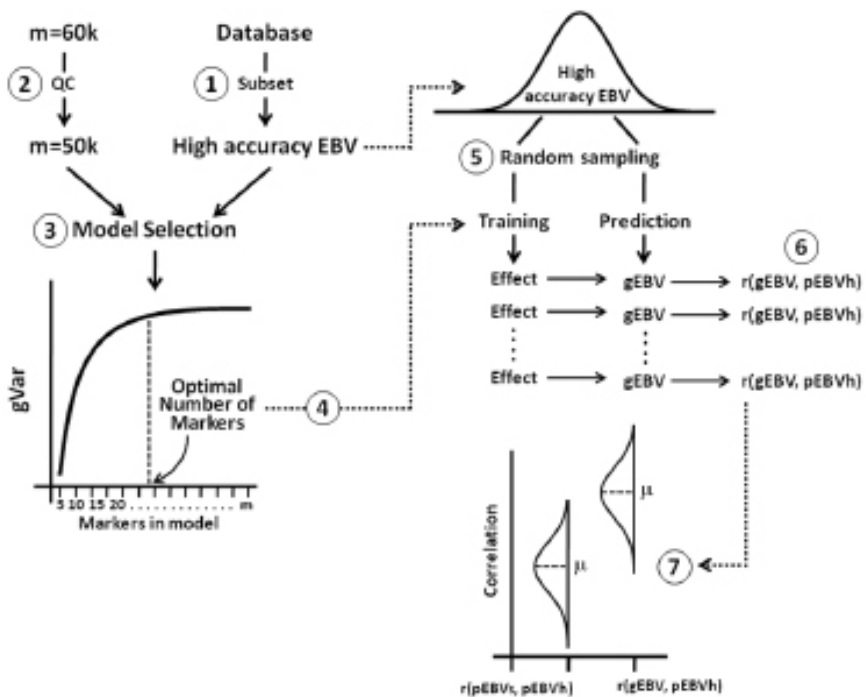 m=60k
Database
2 QC
1 Subset
m=50k
High accuracy EBV
3 Model Selection
gVar
Optimal
Number of
Markers
5 10 15 20 . . . . . . . . . . . . . m
Markers in model
4
High
accuracy EBV
5 Random sampling
Training
Prediction
6
Effect gEBV r(gEBV, pEBVh)
Effect gEBV r(gEBV, pEBVh)
Effect gEBV r(gEBV, pEBVh)
Correlation
μ
μ
7
r(pEBVs, pEBVh)
r(gEBV, pEBVh)